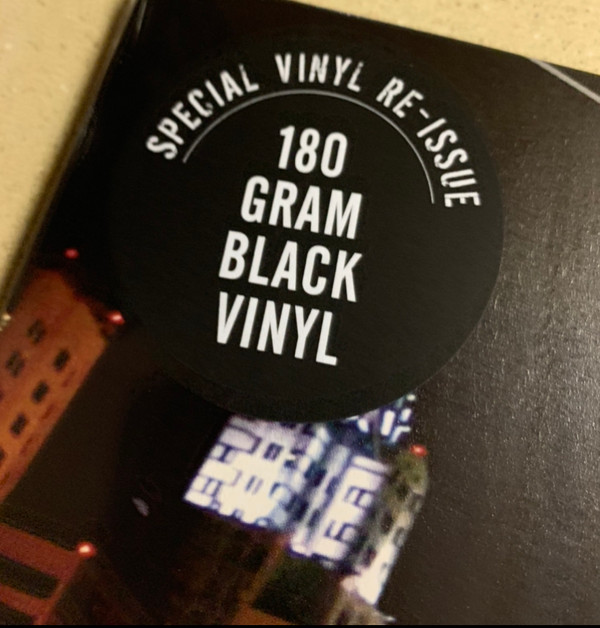 SPECIAL VINYL RE-ISSUE
180
GRAM
BLACK
VINYL